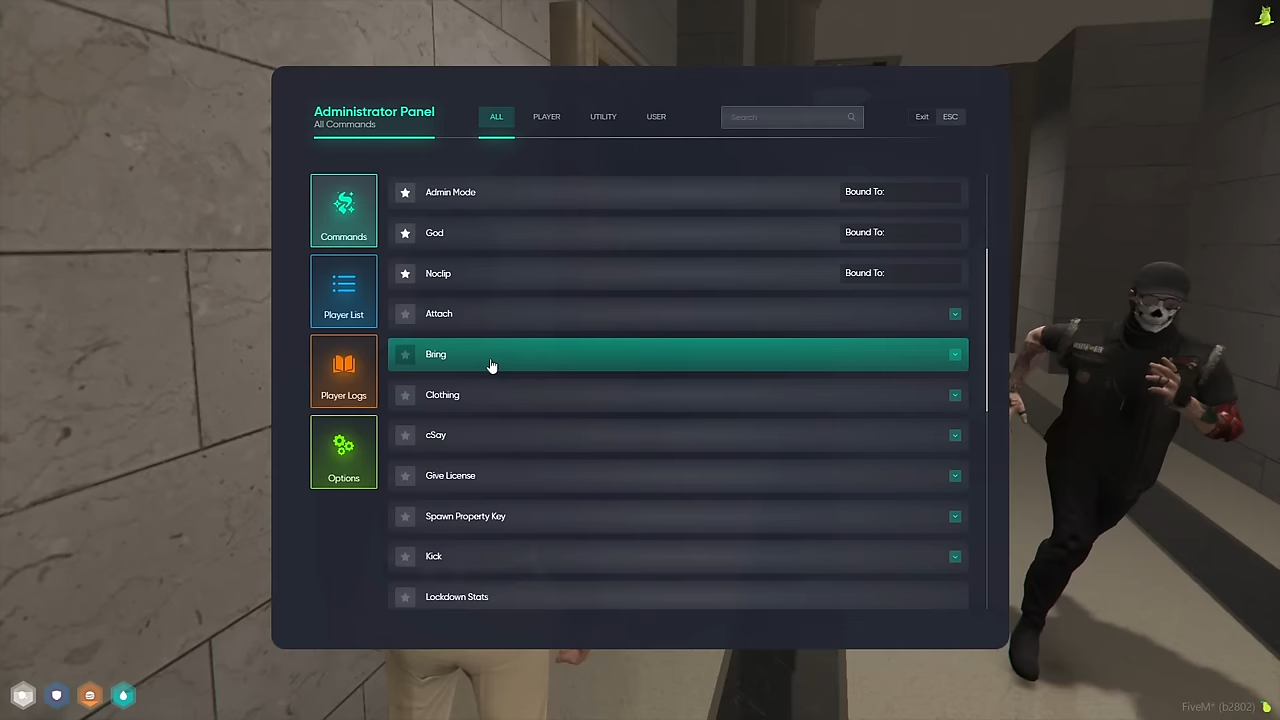 Administrator Panel
All Commands
ALL
PLAYER
UTILITY
USER
Search
Exit
ESC
Commands
Player List
Player Logs
Options
Admin Mode
Bound To:
God
Bound To:
Noclip
Bound To:
Attach
Bring
Clothing
cSay
Give License
Spawn Property Key
Kick
Lockdown Stats
FiveM* (b2802)